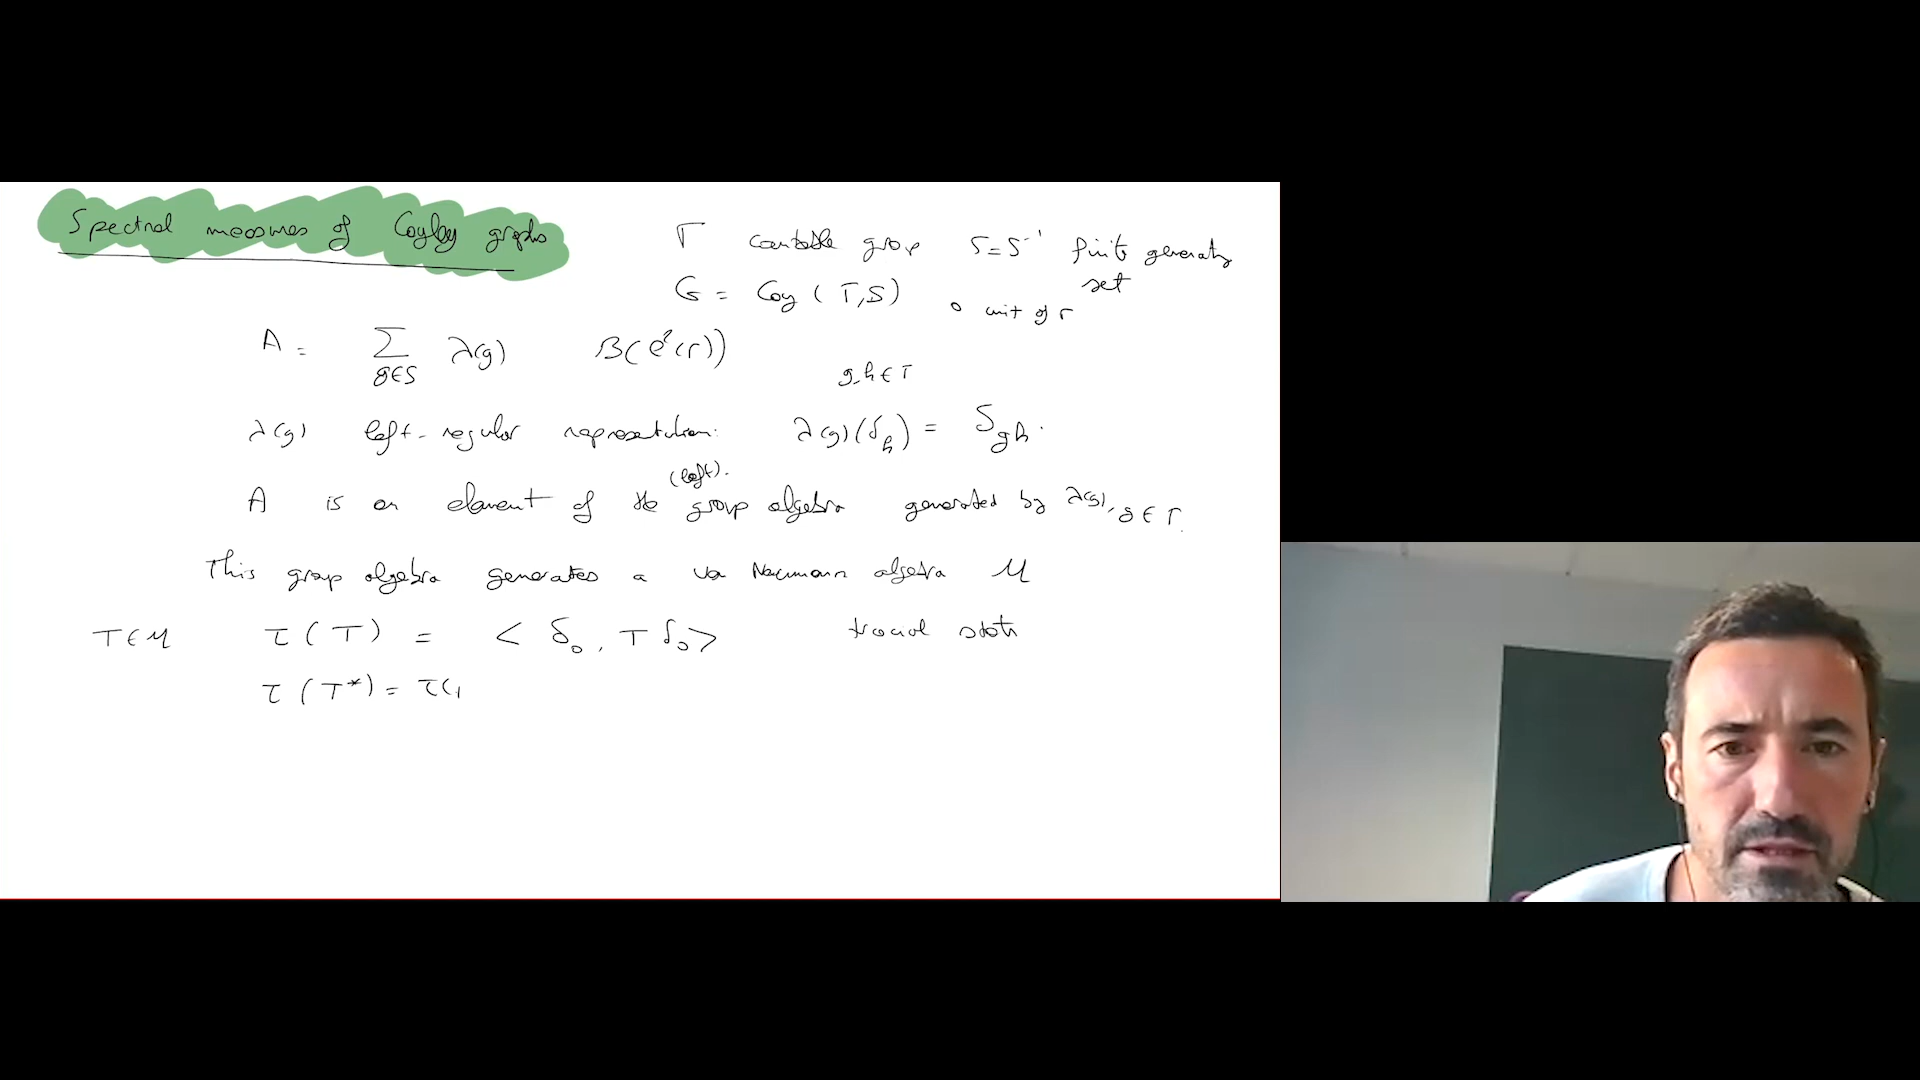 Spectral measures of Cayley graphs
Γ countable group S=S⁻¹ finite generating set
G = Cay (Γ,S) o unit of Γ
A = ∑_{g∈S} λ(g) B(ℓ²(Γ))
g,h∈Γ
λ(g) left-regular representation: λ(g)(δ_h) = δ_{gh}.
(left).
A is an element of the group algebra generated by λ(g), g∈Γ.
This group algebra generates a von Neumann algebra M
T∈M τ(T) = <δ_o, T δ_o> tracial state
τ(T*) = τ(